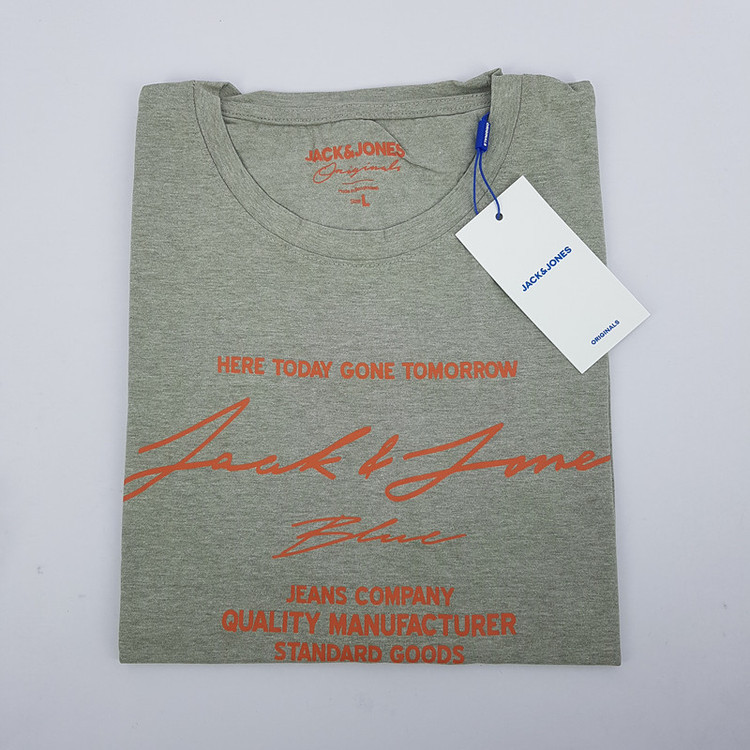 JACK&JONES
Originals
SIZE L
JACK&JONES
ORIGINALS
HERE TODAY GONE TOMORROW
Jack & Jone
Blue
JEANS COMPANY
QUALITY MANUFACTURER
STANDARD GOODS